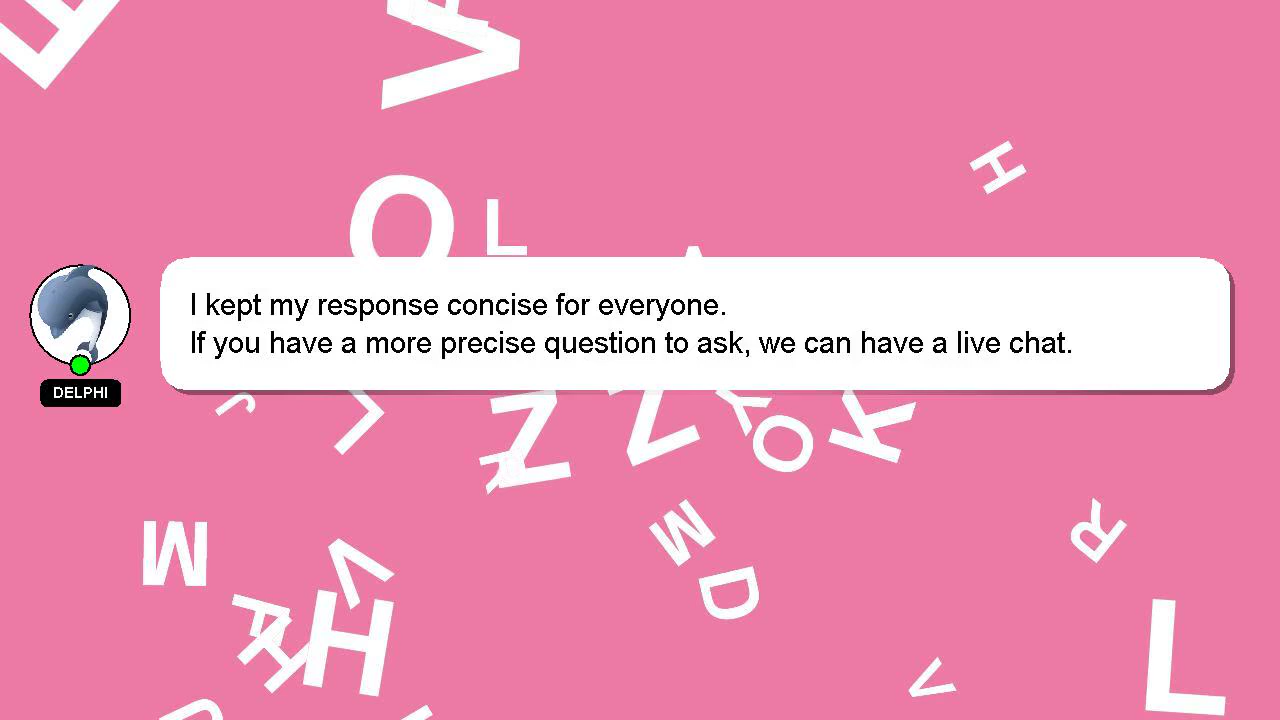 I kept my response concise for everyone.
If you have a more precise question to ask, we can have a live chat.
DELPHI
E
V
H
O
L
J
L
N
Z
Y
O
K
M
D
R
M
V
H
H
L
V